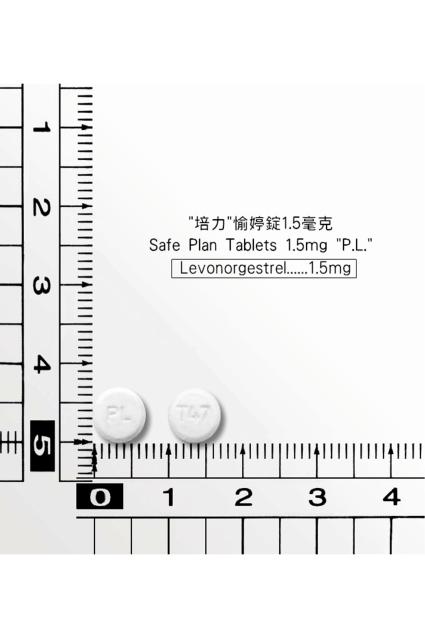 "培力"愉婷錠1.5毫克
Safe Plan Tablets 1.5mg "P.L."
Levonorgestrel......1.5mg
1
2
3
4
5
PL T47
0 1 2 3 4